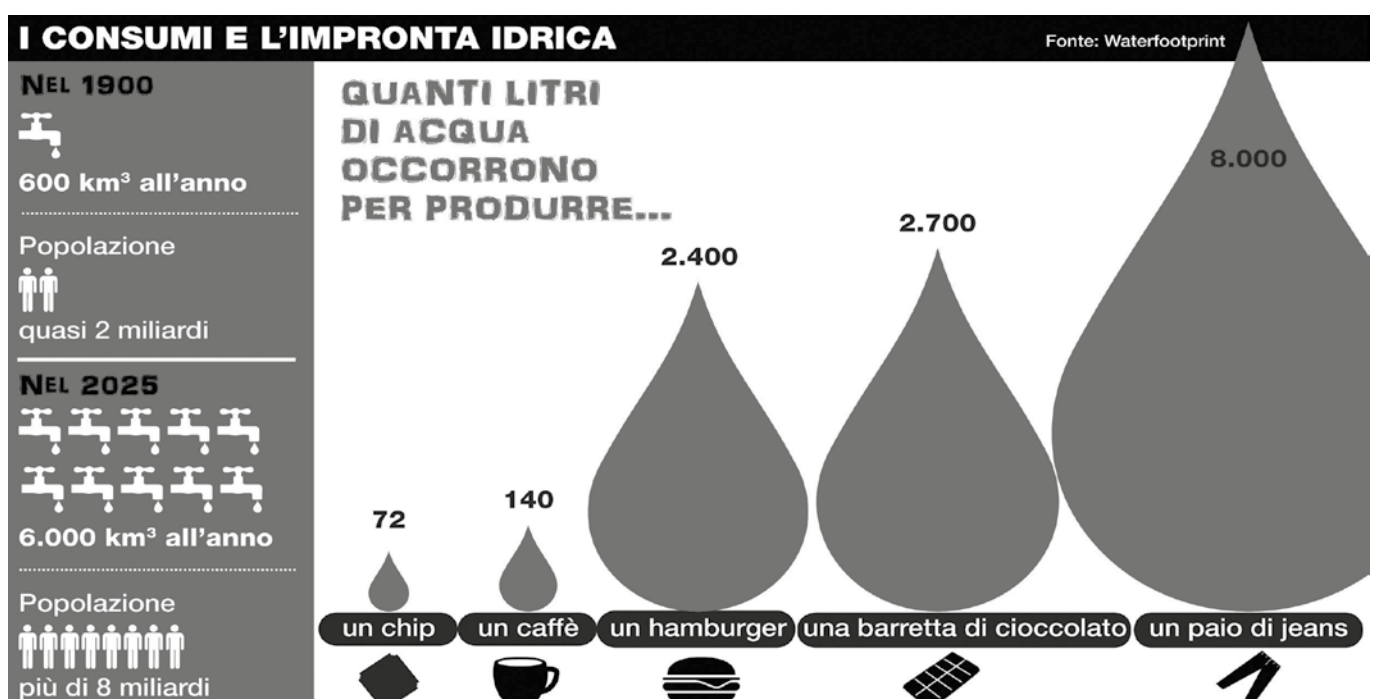 I CONSUMI E L'IMPRONTA IDRICA
Fonte: Waterfootprint
NEL 1900
600 km³ all'anno
Popolazione
quasi 2 miliardi
NEL 2025
6.000 km³ all'anno
Popolazione
più di 8 miliardi
QUANTI LITRI
DI ACQUA
OCCORRONO
PER PRODURRE...
72
140
2.400
2.700
8.000
un chip
un caffè
un hamburger
una barretta di cioccolato
un paio di jeans